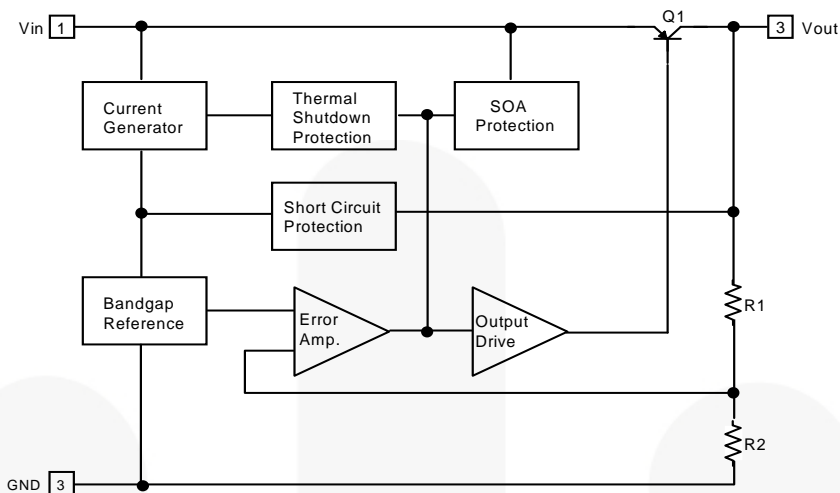 Q1
Vin 1
3 Vout
Current
Generator
Thermal
Shutdown
Protection
SOA
Protection
Short Circuit
Protection
Bandgap
Reference
Error
Amp.
Output
Drive
R1
R2
GND 3